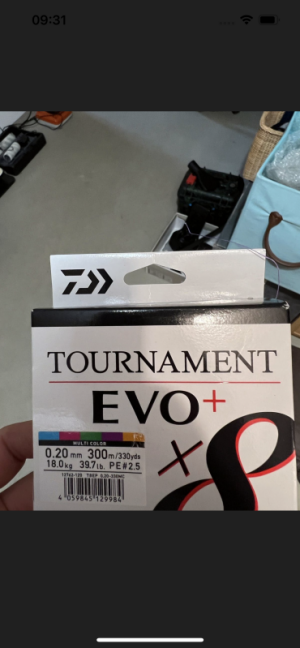 09:31
TOURNAMENT
EVO+
X8
MULTI COLOR
0.20 mm 300m/330yds
18.0kg 39.7lb. PE#2.5
4 059845 129984